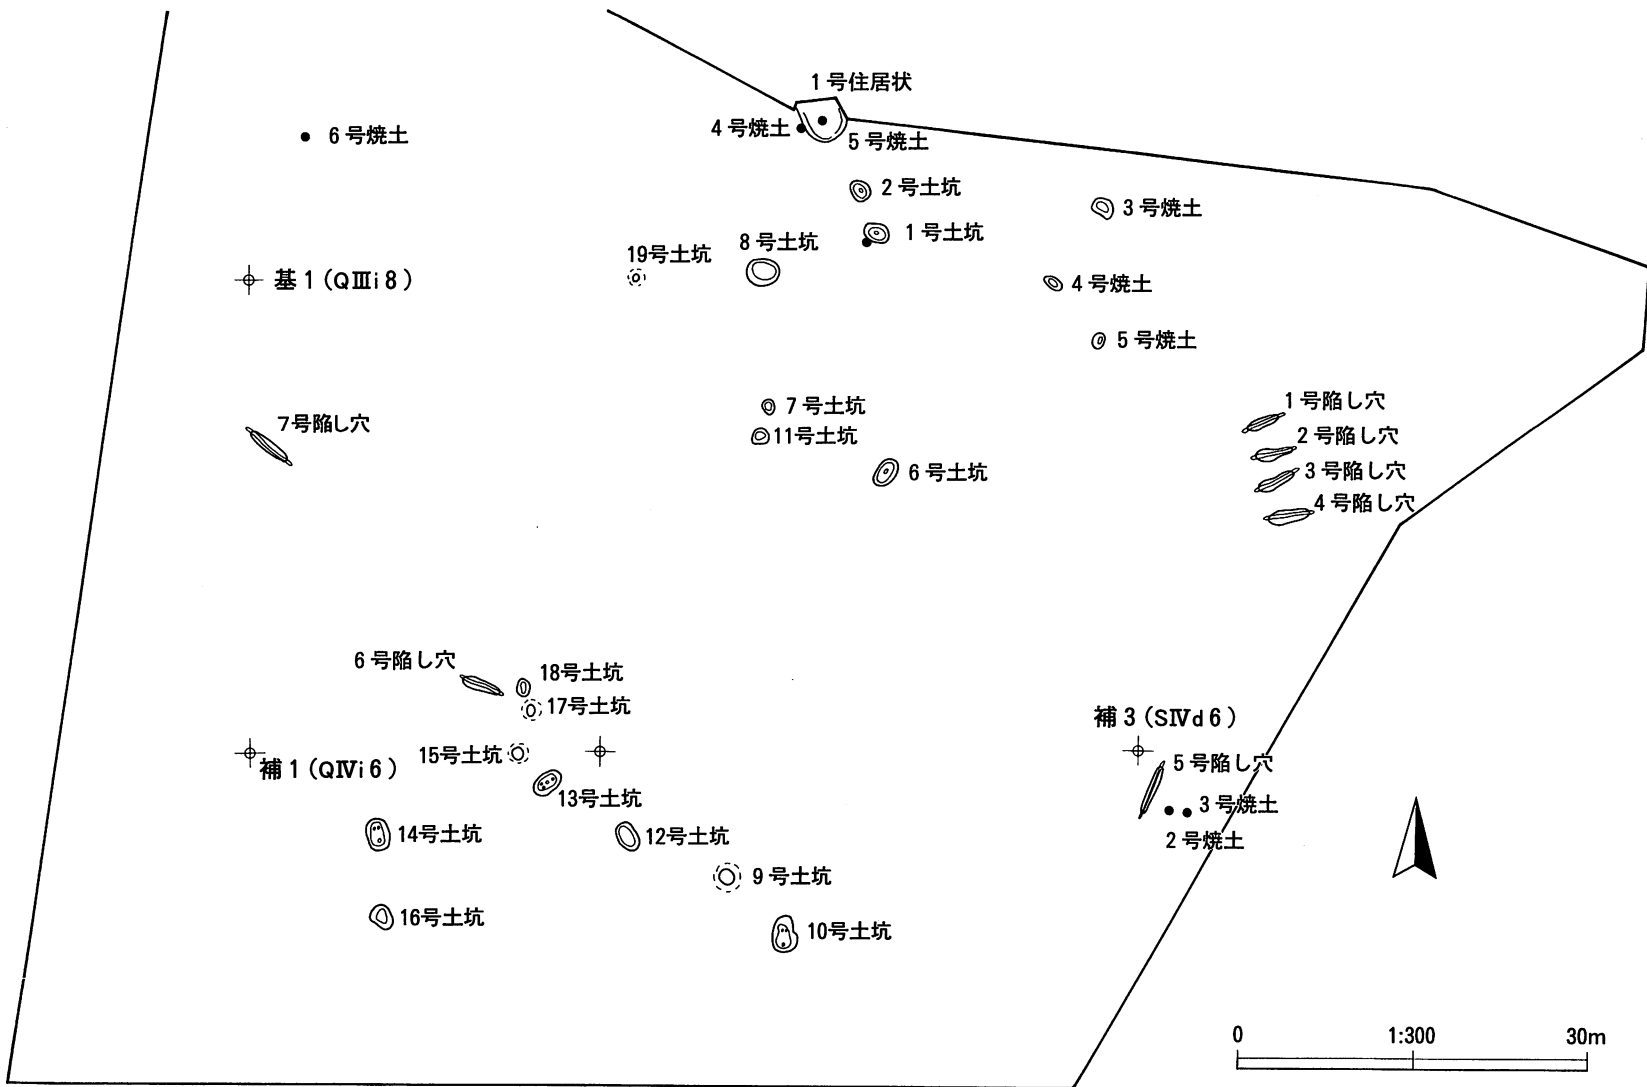 1号住居状
6号焼土
4号焼土
5号焼土
2号土坑
3号焼土
1号土坑
19号土坑
8号土坑
基1(QⅢi8)
4号焼土
5号焼土
7号陥し穴
7号土坑
11号土坑
6号土坑
1号陥し穴
2号陥し穴
3号陥し穴
4号陥し穴
6号陥し穴
18号土坑
17号土坑
補3(SⅣd6)
15号土坑
補1(QⅣi6)
5号陥し穴
13号土坑
3号焼土
14号土坑
12号土坑
2号焼土
9号土坑
16号土坑
10号土坑
0 1:300 30m